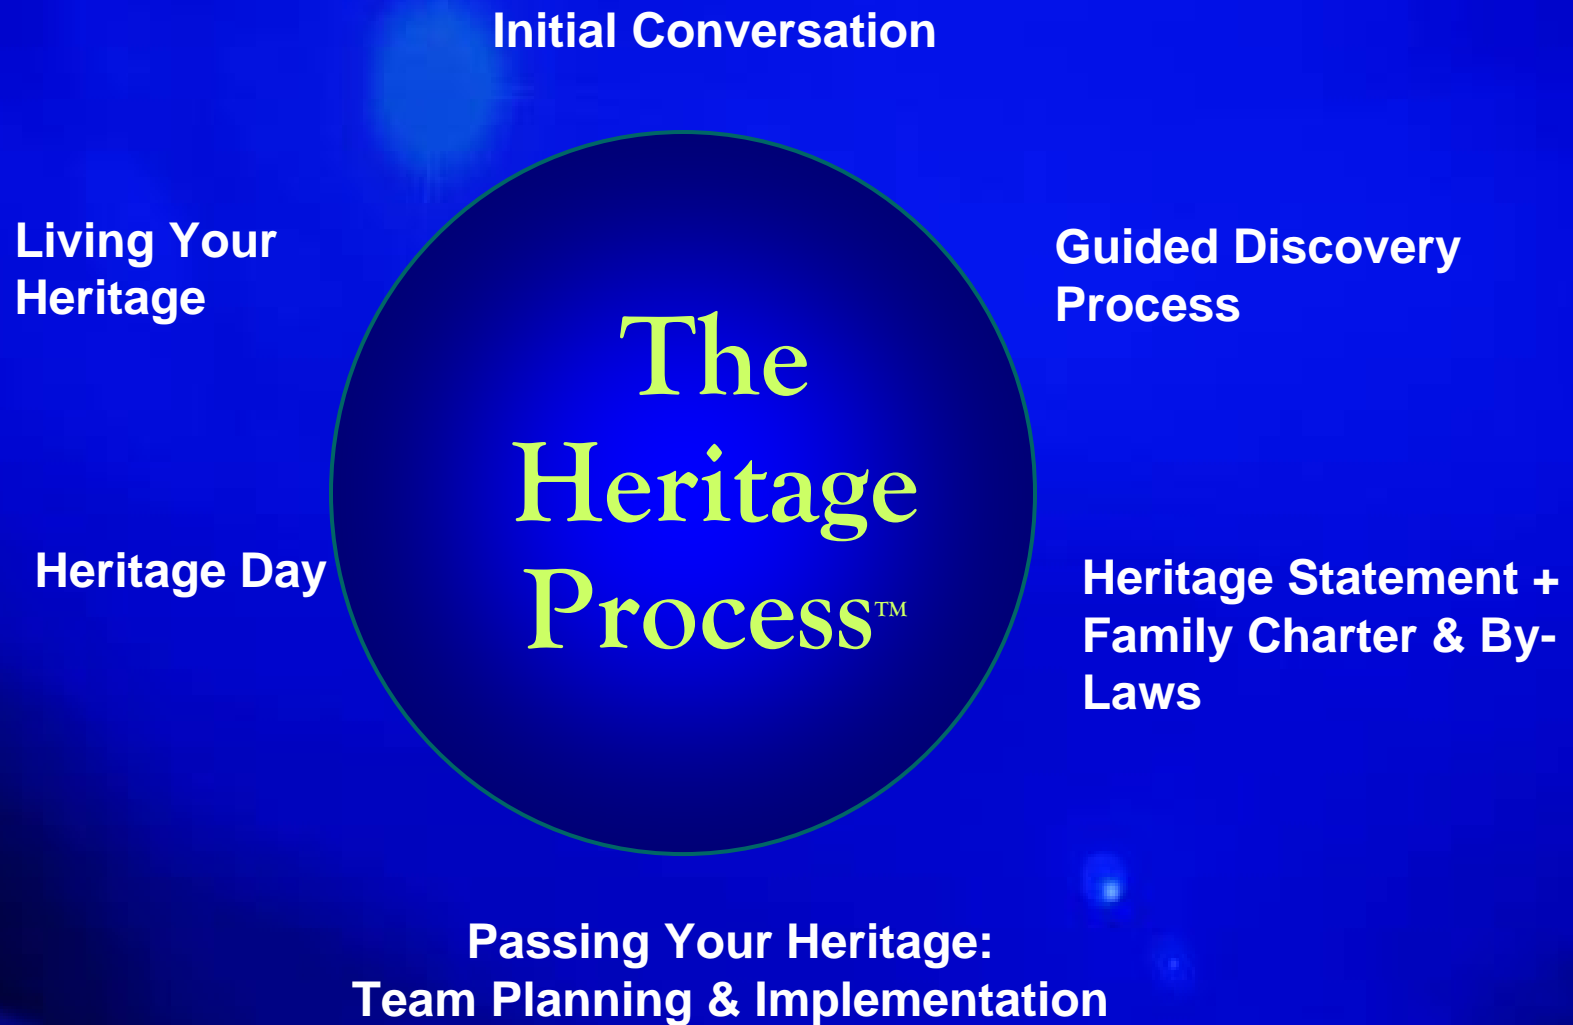 Initial Conversation
Guided Discovery
Process
Heritage Statement +
Family Charter & By-
Laws
Passing Your Heritage:
Team Planning & Implementation
Heritage Day
Living Your
Heritage
The
Heritage
Process™